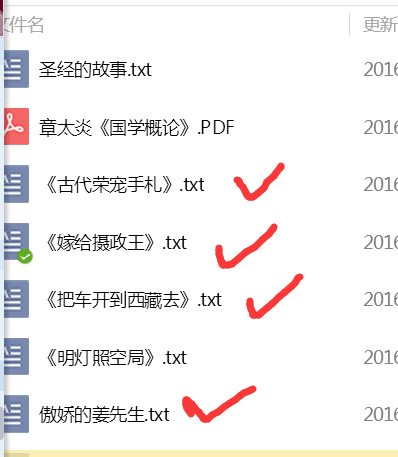 文件名 更新
圣经的故事.txt 2016
章太炎《国学概论》.PDF 2016
《古代荣宠手札》.txt 2016
《嫁给摄政王》.txt 2016
《把车开到西藏去》.txt 2016
《明灯照空局》.txt 2016
傲娇的姜先生.txt 2016